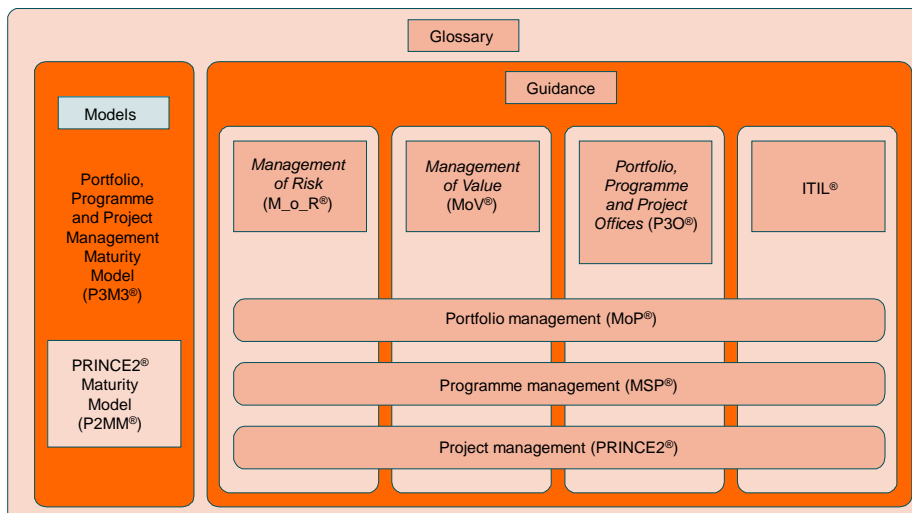 Glossary
Models
Portfolio,
Programme
and Project
Management
Maturity
Model
(P3M3®)
PRINCE2®
Maturity
Model
(P2MM®)
Guidance
Management
of Risk
(M_o_R®)
Management
of Value
(MoV®)
Portfolio,
Programme
and Project
Offices (P3O®)
ITIL®
Portfolio management (MoP®)
Programme management (MSP®)
Project management (PRINCE2®)